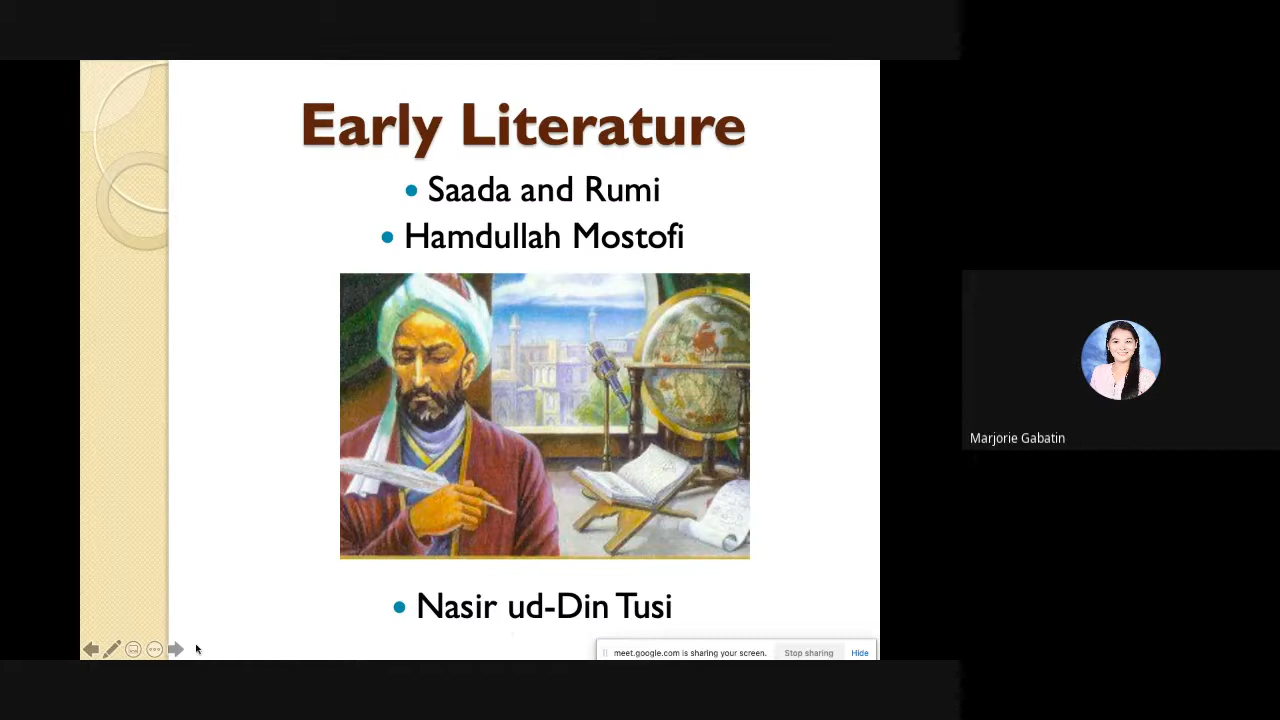 Early Literature
• Saada and Rumi
• Hamdullah Mostofi
• Nasir ud-Din Tusi
meet.google.com is sharing your screen. Stop sharing Hide
Marjorie Gabatin